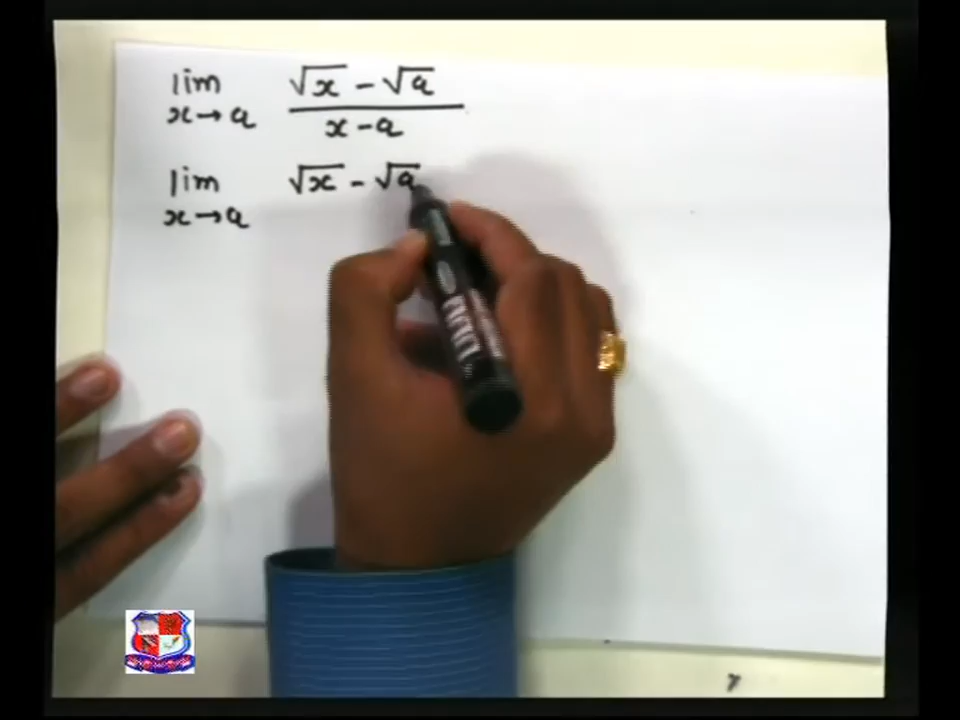 lim √x - √a
x→a x-a
lim √x - √a
x→a